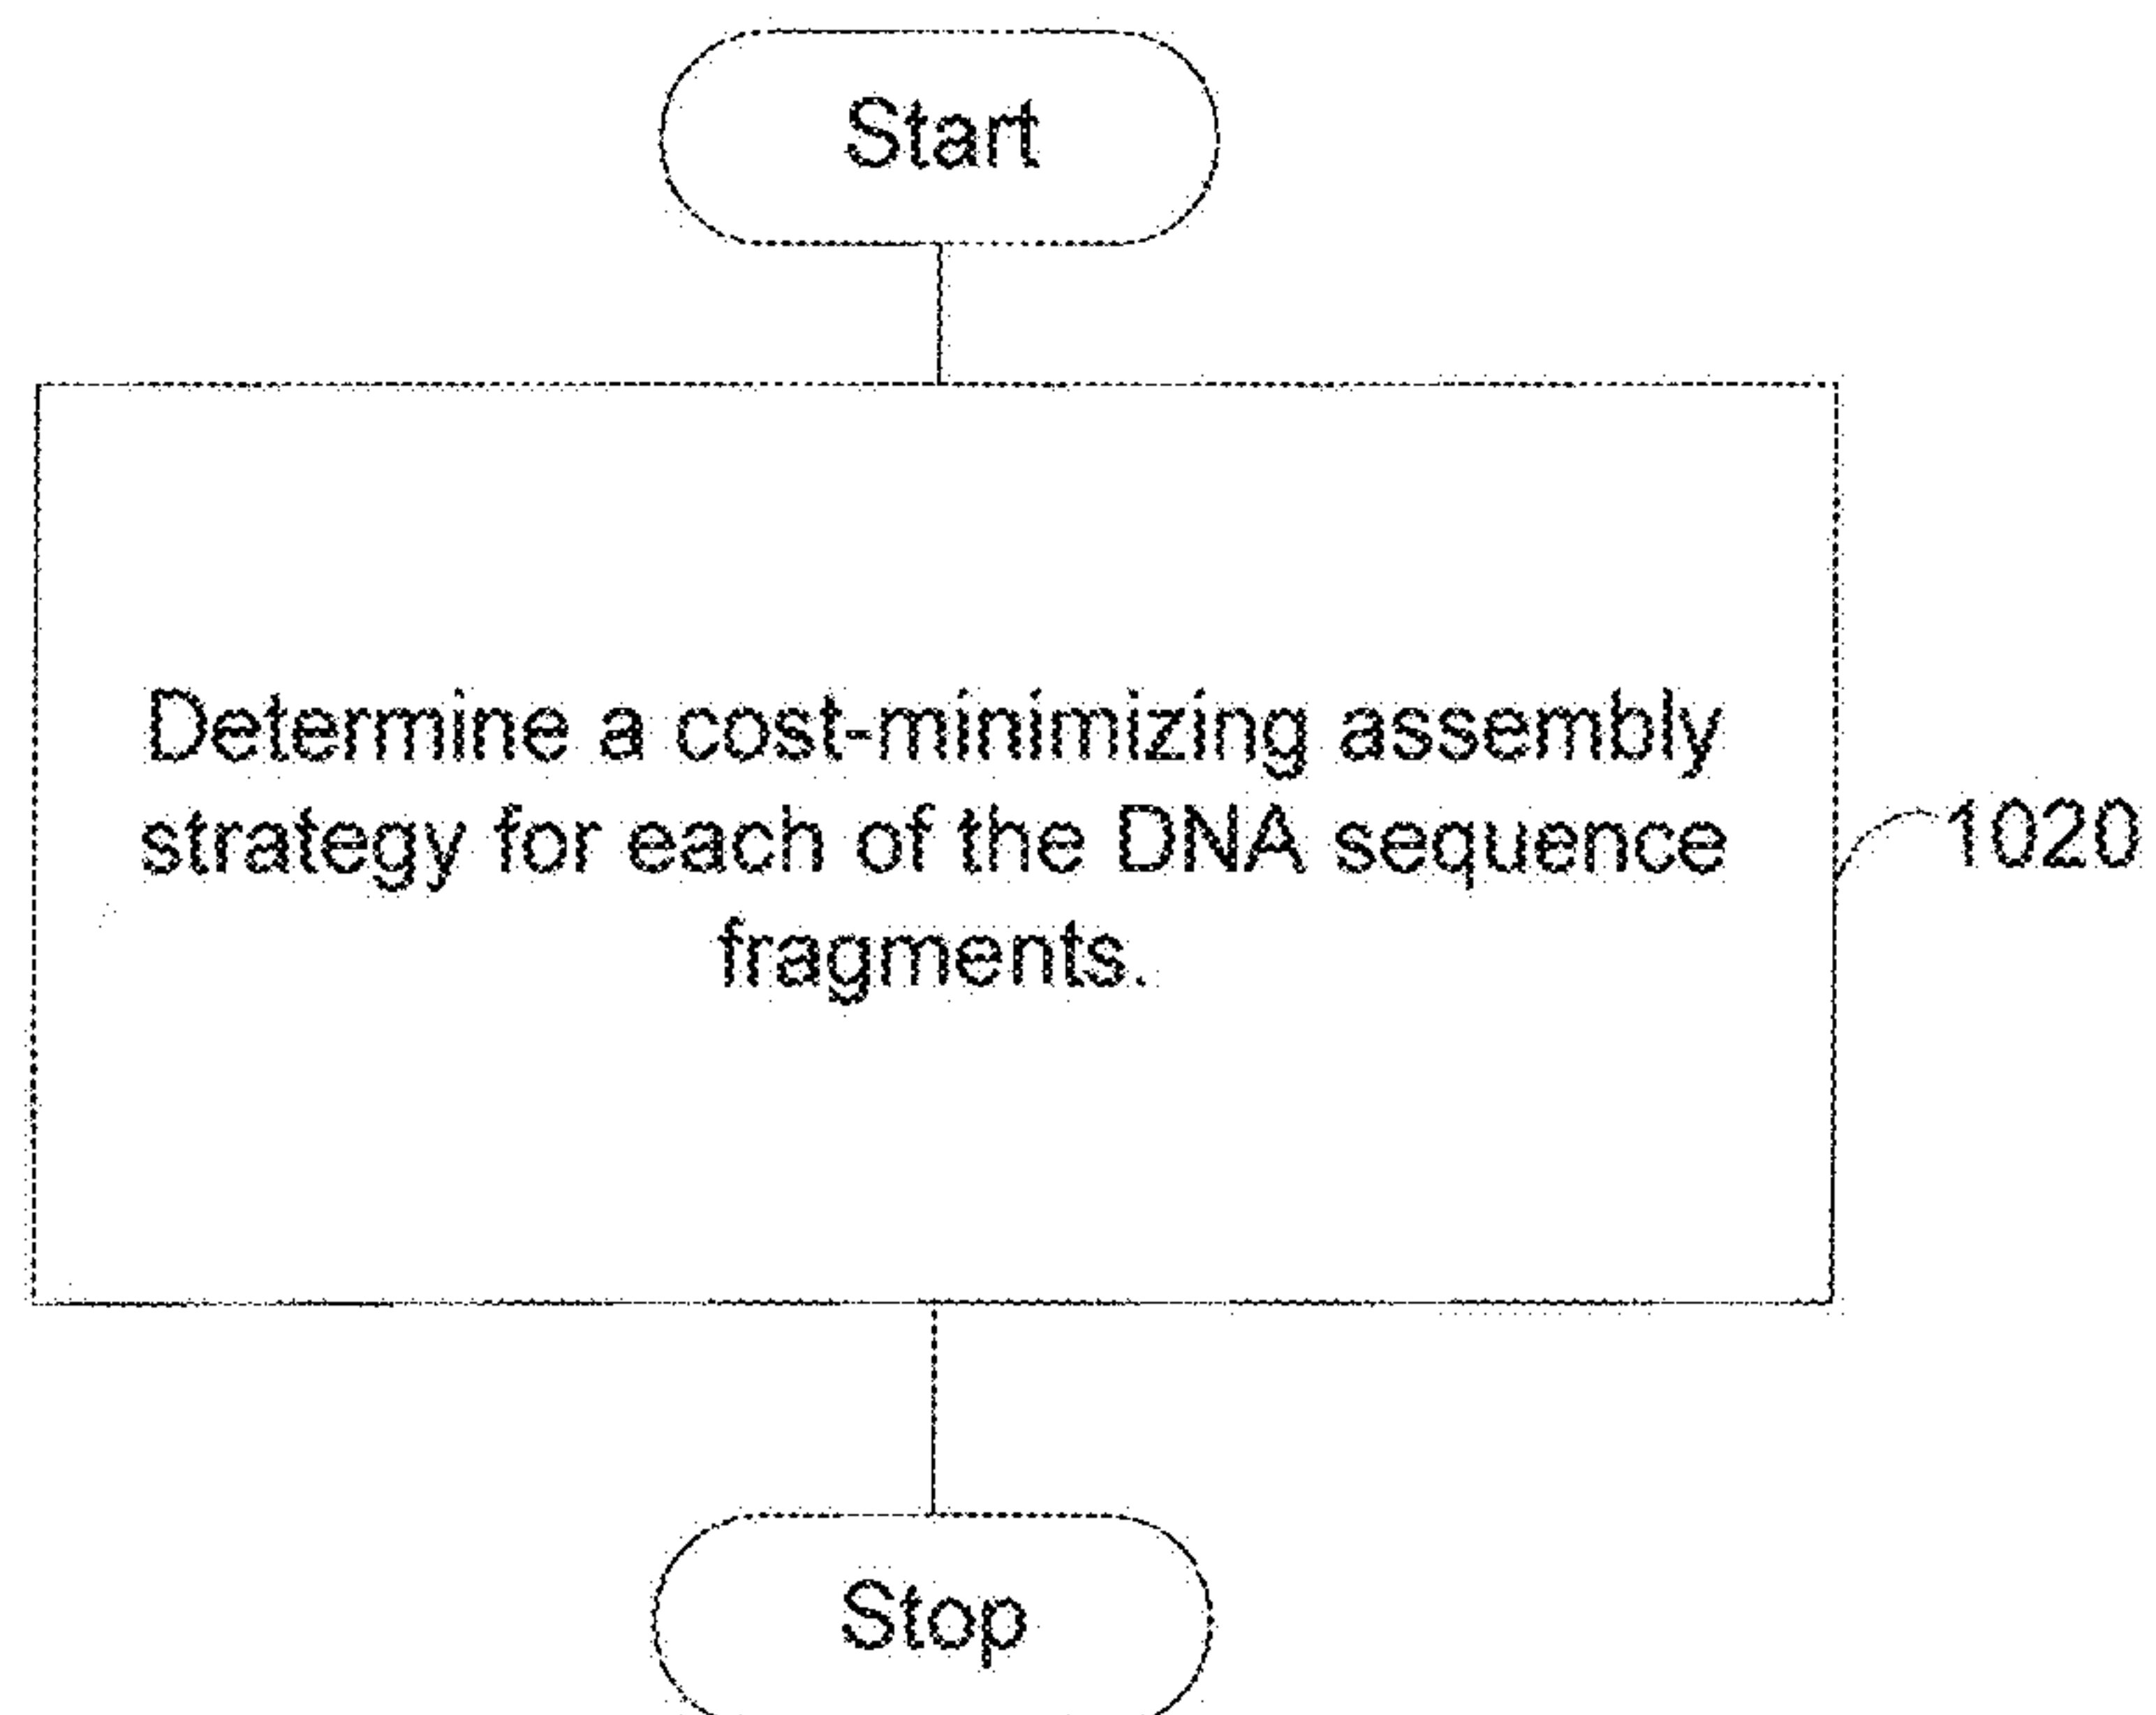 Start
Determine a cost-minimizing assembly
strategy for each of the DNA sequence
fragments.
1020
Stop